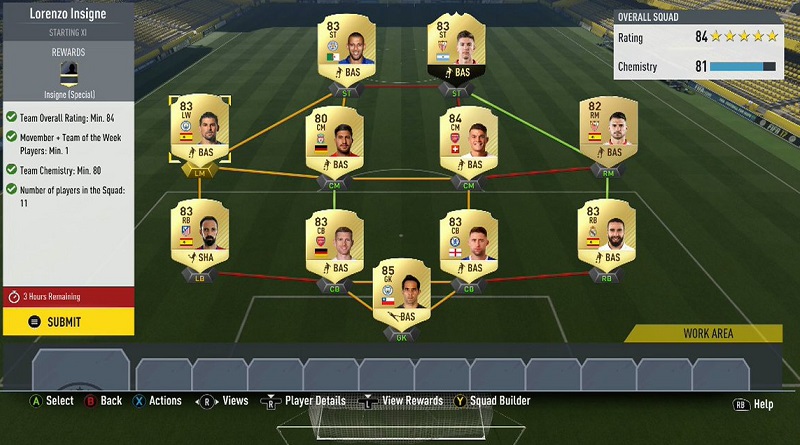 Lorenzo Insigne
STARTING XI
REWARDS
Insigne (Special)
Team Overall Rating: Min. 84
Movember + Team of the Week
Players: Min. 1
Team Chemistry: Min. 80
Number of players in the Squad:
11
3 Hours Remaining
SUBMIT
OVERALL SQUAD
Rating 84
Chemistry 81
83
ST
BAS
ST
83
ST
BAS
ST
83
LW
BAS
LM
80
CM
BAS
CM
84
CM
BAS
CM
82
RM
BAS
RM
83
RB
SHA
LB
83
CB
BAS
CB
83
CB
BAS
CB
83
RB
BAS
RB
85
GK
BAS
GK
WORK AREA
A Select
B Back
X Actions
R Views
R Player Details
L View Rewards
Y Squad Builder
RB Help